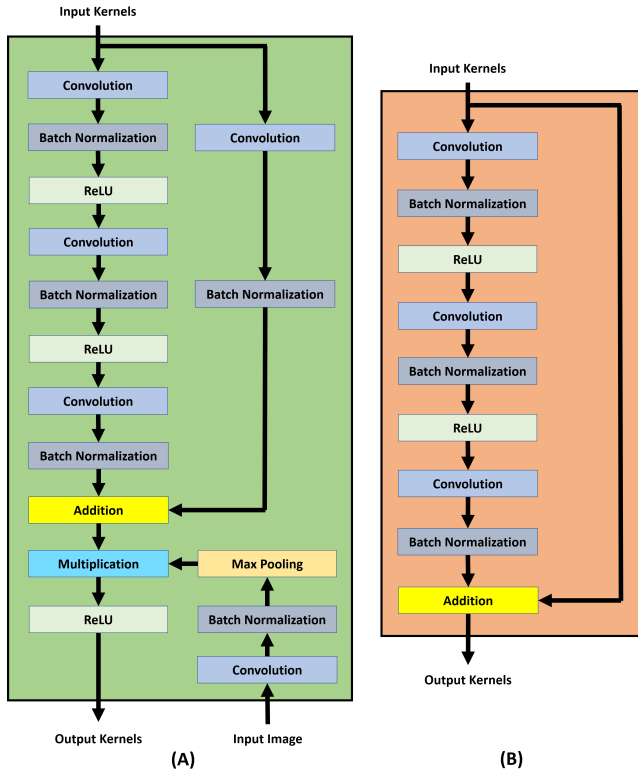 Input Kernels
Convolution
Batch Normalization
ReLU
Convolution
Batch Normalization
ReLU
Convolution
Batch Normalization
Addition
Multiplication
ReLU
Output Kernels
Convolution
Batch Normalization
Max Pooling
Batch Normalization
Convolution
Input Image
(A)
Input Kernels
Convolution
Batch Normalization
ReLU
Convolution
Batch Normalization
ReLU
Convolution
Batch Normalization
Addition
Output Kernels
(B)